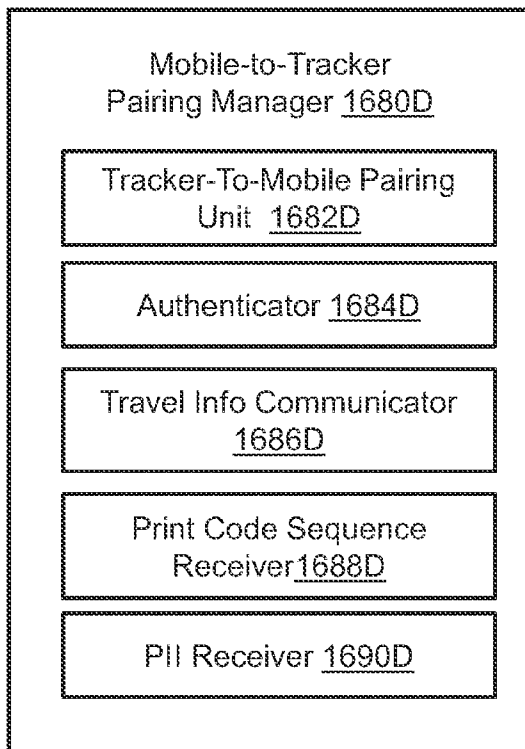 Mobile-to-Tracker
Pairing Manager 1680D
Tracker-To-Mobile Pairing
Unit 1682D
Authenticator 1684D
Travel Info Communicator
1686D
Print Code Sequence
Receiver1688D
PII Receiver 1690D